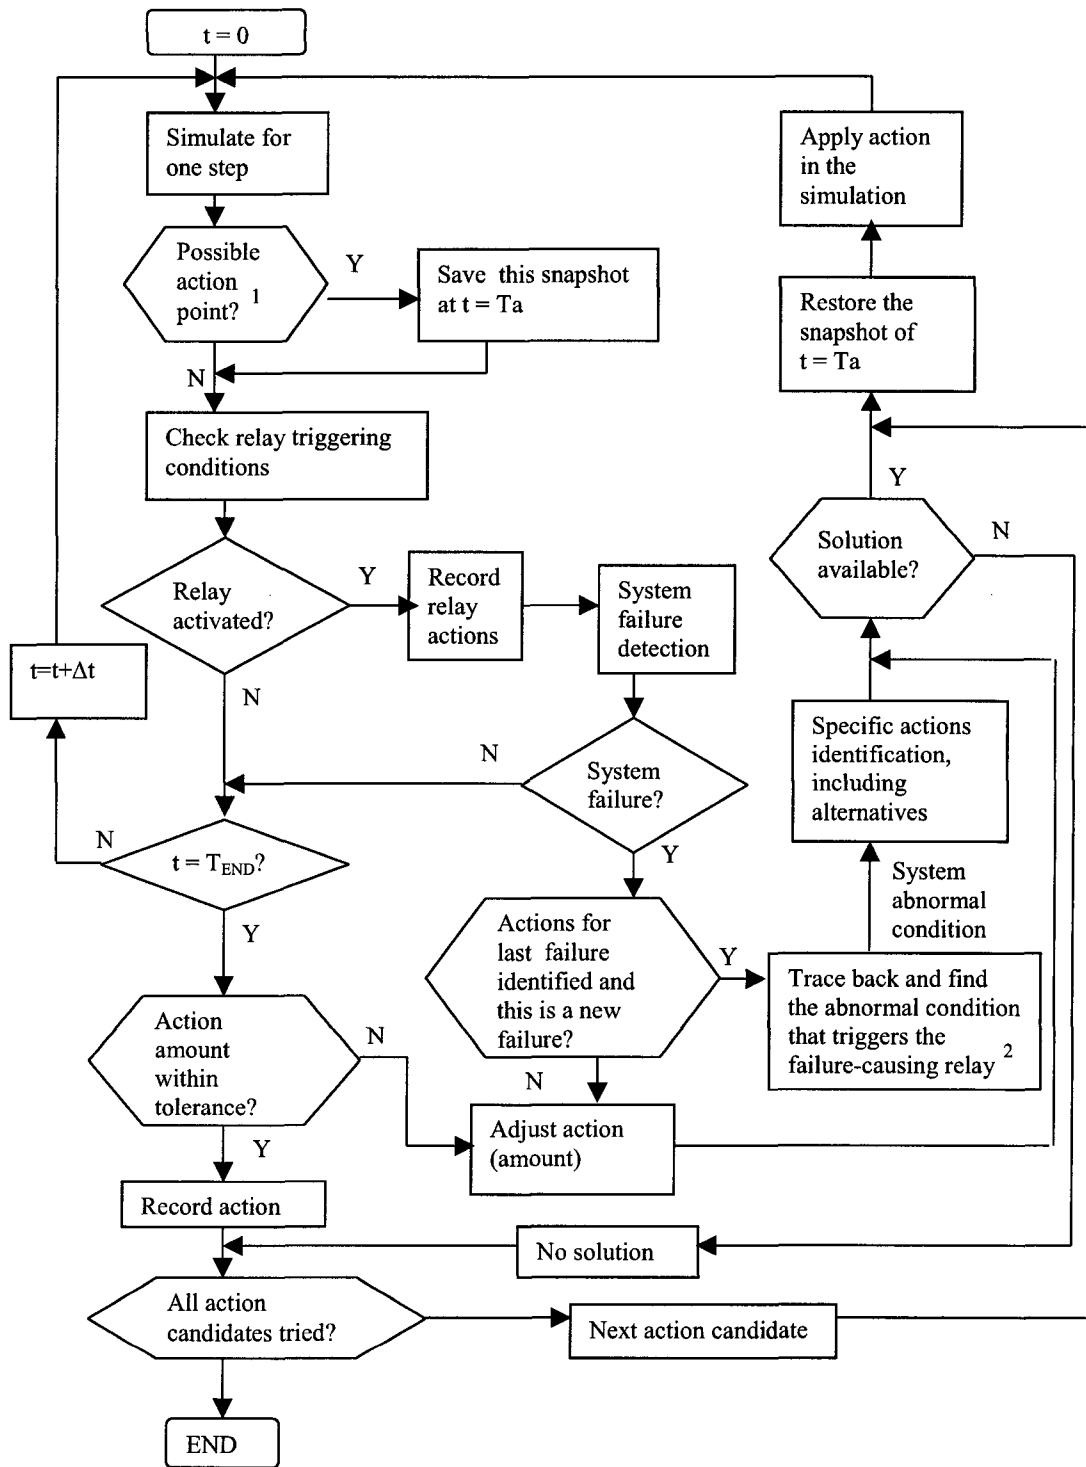 t = 0
Simulate for
one step
Possible
action
point? 1
Y
Save this snapshot
at t = Ta
N
Check relay triggering
conditions
Relay
activated?
Y
Record
relay
actions
System
failure
detection
N
t=t+Δt
System
failure?
N
Y
t = TEND?
N
Y
Actions for
last failure
identified and
this is a new
failure?
Y
N
Trace back and find
the abnormal condition
that triggers the
failure-causing relay 2
System
abnormal
condition
Specific actions
identification,
including
alternatives
Solution
available?
Y
N
Restore the
snapshot of
t = Ta
Apply action
in the
simulation
Action
amount
within
tolerance?
N
Y
Adjust action
(amount)
Record action
No solution
All action
candidates tried?
Next action candidate
END